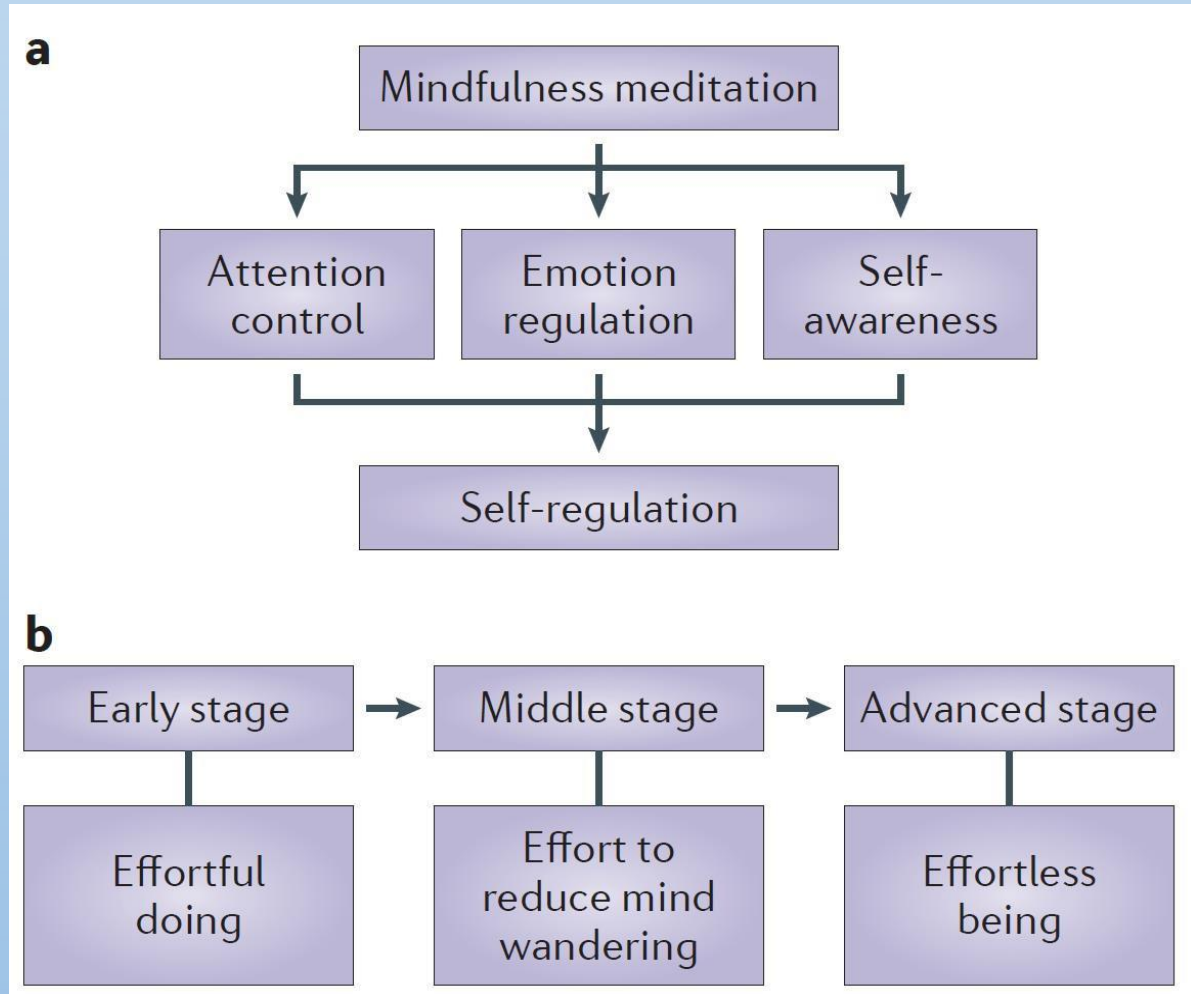 a
Mindfulness meditation
Attention
control
Emotion
regulation
Self-
awareness
Self-regulation
b
Early stage
Middle stage
Advanced stage
Effortful
doing
Effort to
reduce mind
wandering
Effortless
being